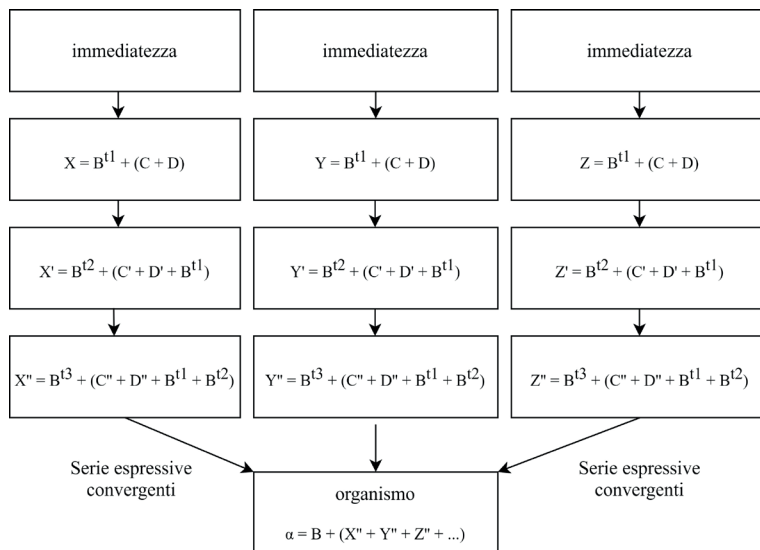 immediatezza
immediatezza
immediatezza
X = B^t1 + (C + D)
Y = B^t1 + (C + D)
Z = B^t1 + (C + D)
X' = B^t2 + (C' + D' + B^t1)
Y' = B^t2 + (C' + D' + B^t1)
Z' = B^t2 + (C' + D' + B^t1)
X" = B^t3 + (C" + D" + B^t1 + B^t2)
Y" = B^t3 + (C" + D" + B^t1 + B^t2)
Z" = B^t3 + (C" + D" + B^t1 + B^t2)
Serie espressive
convergenti
organismo
α = B + (X" + Y" + Z" + ...)
Serie espressive
convergenti